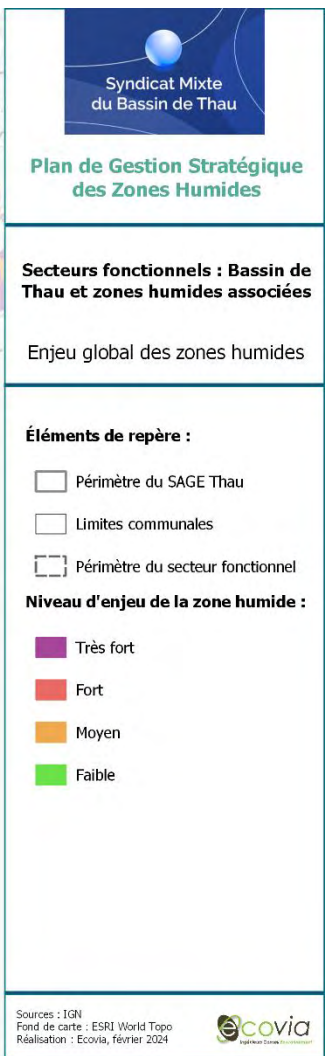 Syndicat Mixte
du Bassin de Thau
Plan de Gestion Stratégique
des Zones Humides
Secteurs fonctionnels : Bassin de
Thau et zones humides associées
Enjeu global des zones humides
Éléments de repère :
Périmètre du SAGE Thau
Limites communales
Périmètre du secteur fonctionnel
Niveau d'enjeu de la zone humide :
Très fort
Fort
Moyen
Faible
Sources : IGN
Fond de carte : ESRI World Topo
Réalisation : Ecovia, février 2024
ecovia